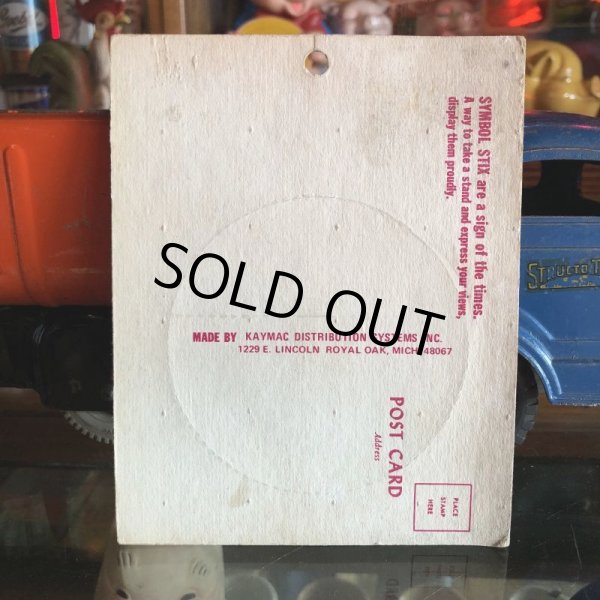 SYMBOL STIX are a sign of the times.
A way to take a stand and express your views,
display them proudly.
SOLD OUT
MADE BY KAYMAC DISTRIBUTION SYSTEMS INC.
1229 E. LINCOLN ROYAL OAK, MICH 48067
POST CARD
Address
PLACE
STAMP
HERE
STRUCTO